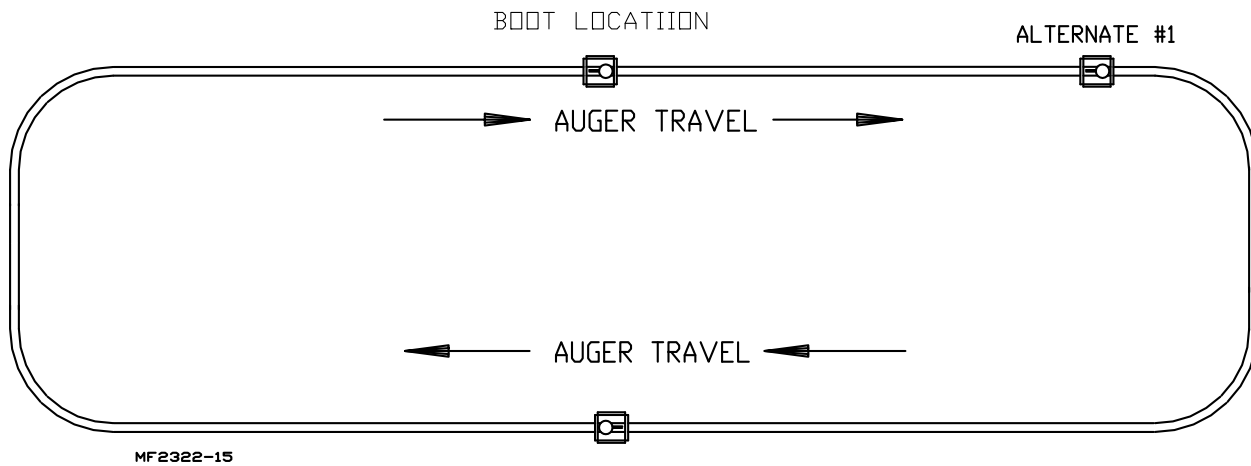 BOOT LOCATIION
ALTERNATE #1
AUGER TRAVEL
AUGER TRAVEL
MF2322-15